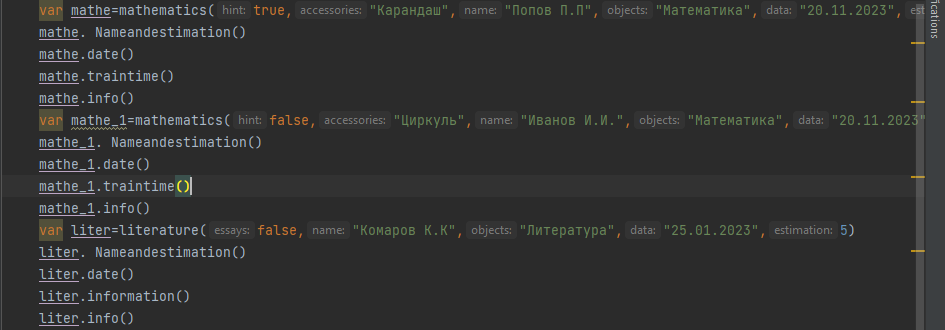 var mathe=mathematics( hint: true, accessories: "Карандаш", name: "Попов П.П", objects: "Математика", data: "20.11.2023", est
mathe. Nameandestimation()
mathe.date()
mathe.traintime()
mathe.info()
var mathe_1=mathematics( hint: false, accessories: "Циркуль", name: "Иванов И.И.", objects: "Математика", data: "20.11.2023"
mathe_1. Nameandestimation()
mathe_1.date()
mathe_1.traintime()
mathe_1.info()
var liter=literature( essays: false, name: "Комаров К.К", objects: "Литература", data: "25.01.2023", estimation: 5)
liter. Nameandestimation()
liter.date()
liter.information()
liter.info()
fications